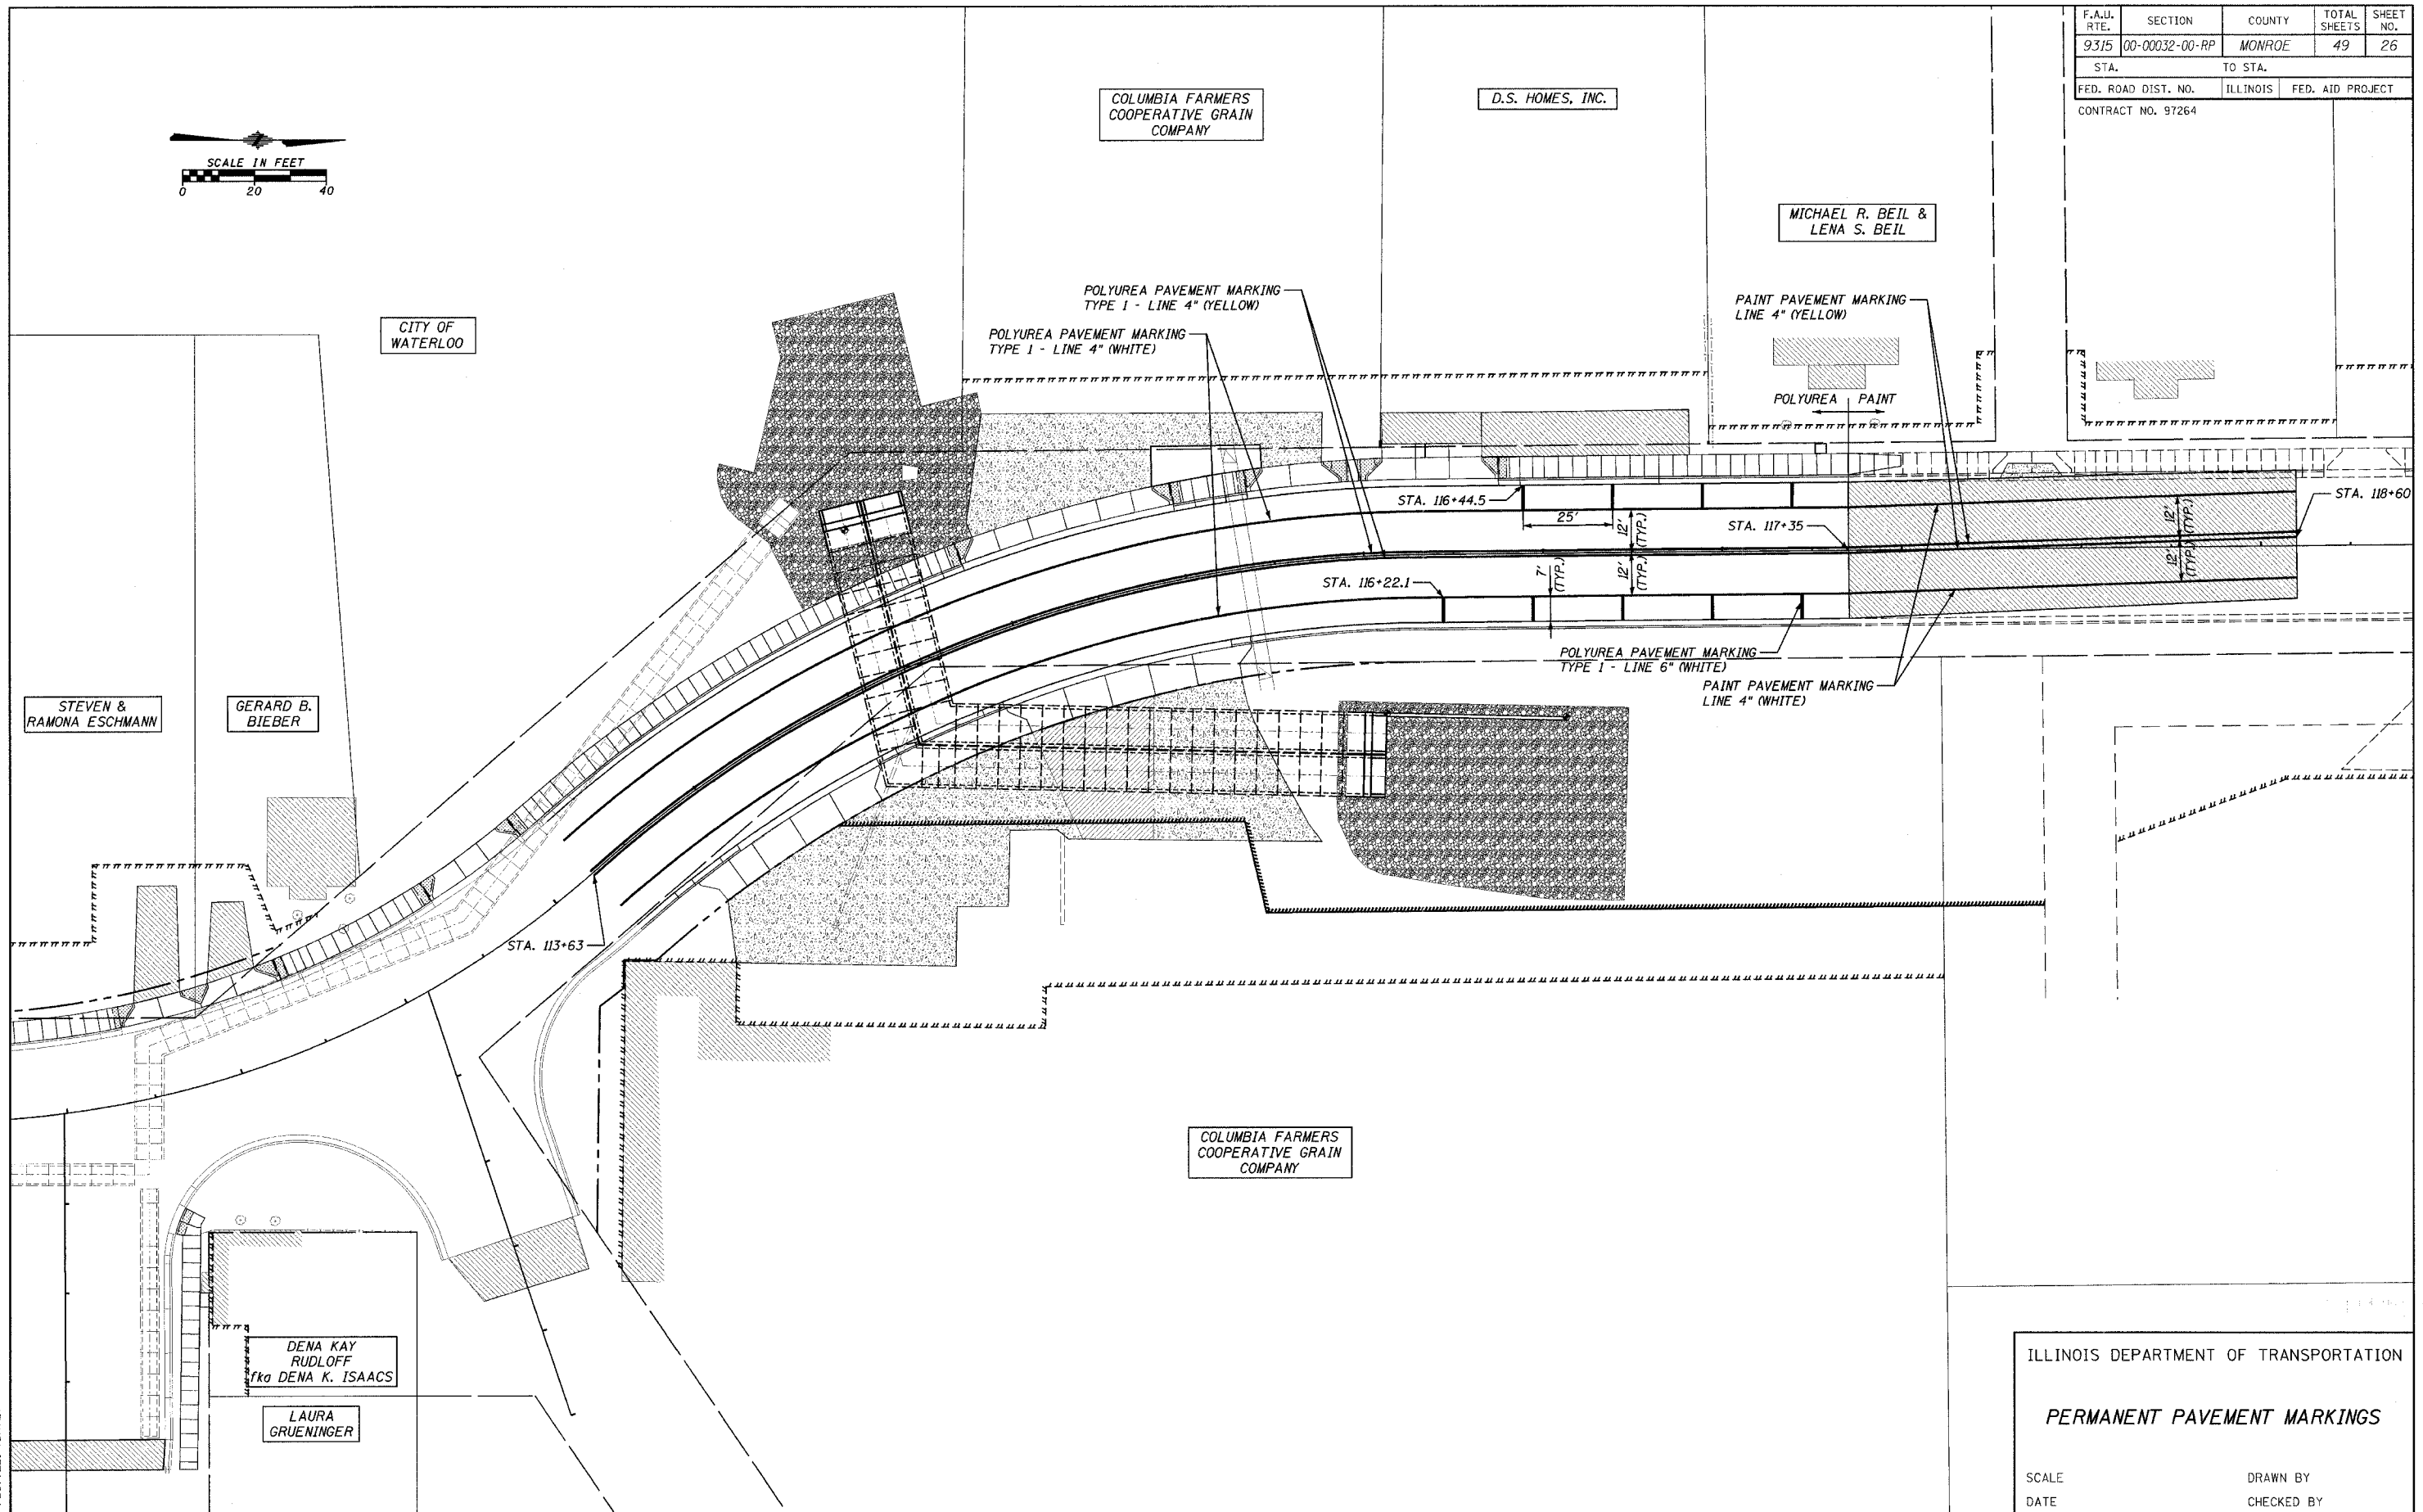 F.A.U. RTE. SECTION COUNTY TOTAL SHEETS SHEET NO.
9315 00-00032-00-RP MONROE 49 26
STA. TO STA.
FED. ROAD DIST. NO. ILLINOIS FED. AID PROJECT
CONTRACT NO. 97264
SCALE IN FEET
0 20 40
COLUMBIA FARMERS
COOPERATIVE GRAIN
COMPANY
D.S. HOMES, INC.
MICHAEL R. BEIL &
LENA S. BEIL
CITY OF
WATERLOO
POLYUREA PAVEMENT MARKING
TYPE 1 - LINE 4" (YELLOW)
POLYUREA PAVEMENT MARKING
TYPE 1 - LINE 4" (WHITE)
PAINT PAVEMENT MARKING
LINE 4" (YELLOW)
POLYUREA PAINT
STA. 116+44.5
25'
12'
(TYP.)
STA. 117+35
12'
(TYP.)
STA. 118+60
STA. 116+22.1
7'
(TYP.)
12'
(TYP.)
12'
(TYP.)
POLYUREA PAVEMENT MARKING
TYPE 1 - LINE 6" (WHITE)
PAINT PAVEMENT MARKING
LINE 4" (WHITE)
STEVEN &
RAMONA ESCHMANN
GERARD B.
BIEBER
STA. 113+63
COLUMBIA FARMERS
COOPERATIVE GRAIN
COMPANY
DENA KAY
RUDLOFF
fka DENA K. ISAACS
LAURA
GRUENINGER
ILLINOIS DEPARTMENT OF TRANSPORTATION
PERMANENT PAVEMENT MARKINGS
SCALE DRAWN BY
DATE CHECKED BY